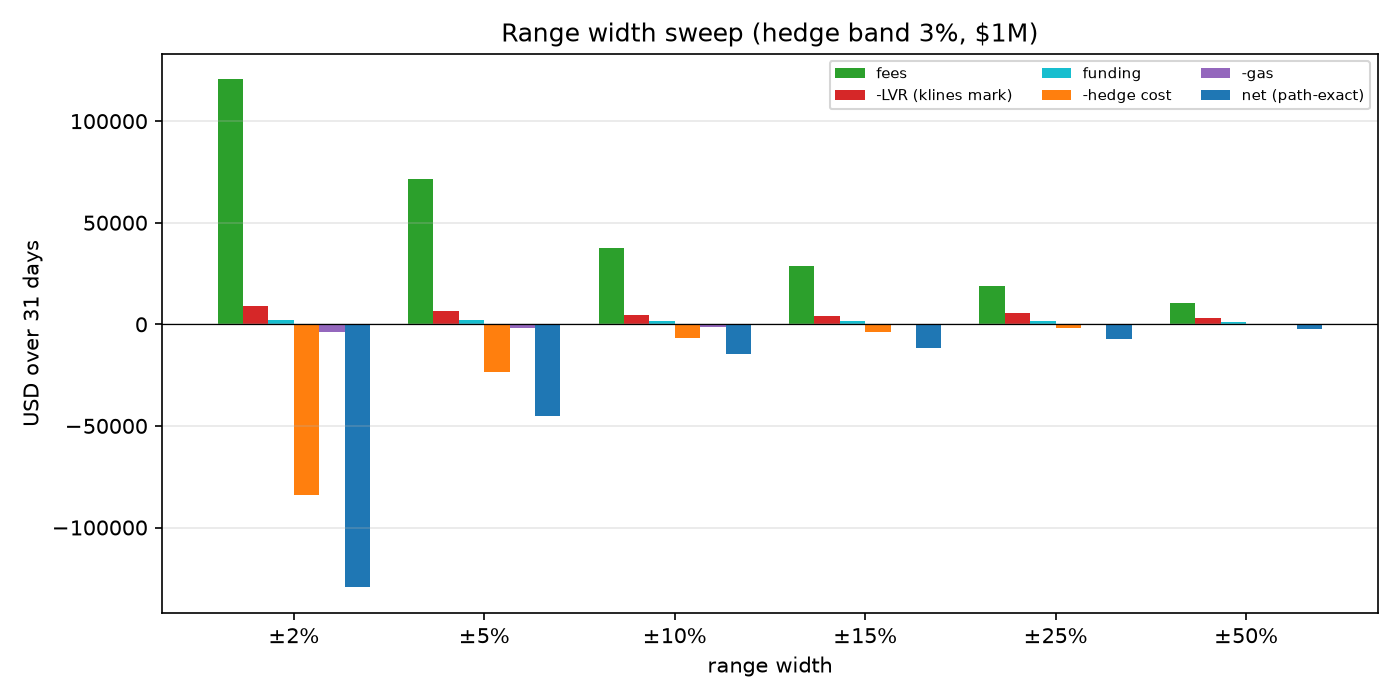 Range width sweep (hedge band 3%, $1M)
fees
-LVR (klines mark)
funding
-hedge cost
-gas
net (path-exact)
USD over 31 days
100000
50000
0
−50000
−100000
±2%
±5%
±10%
±15%
±25%
±50%
range width